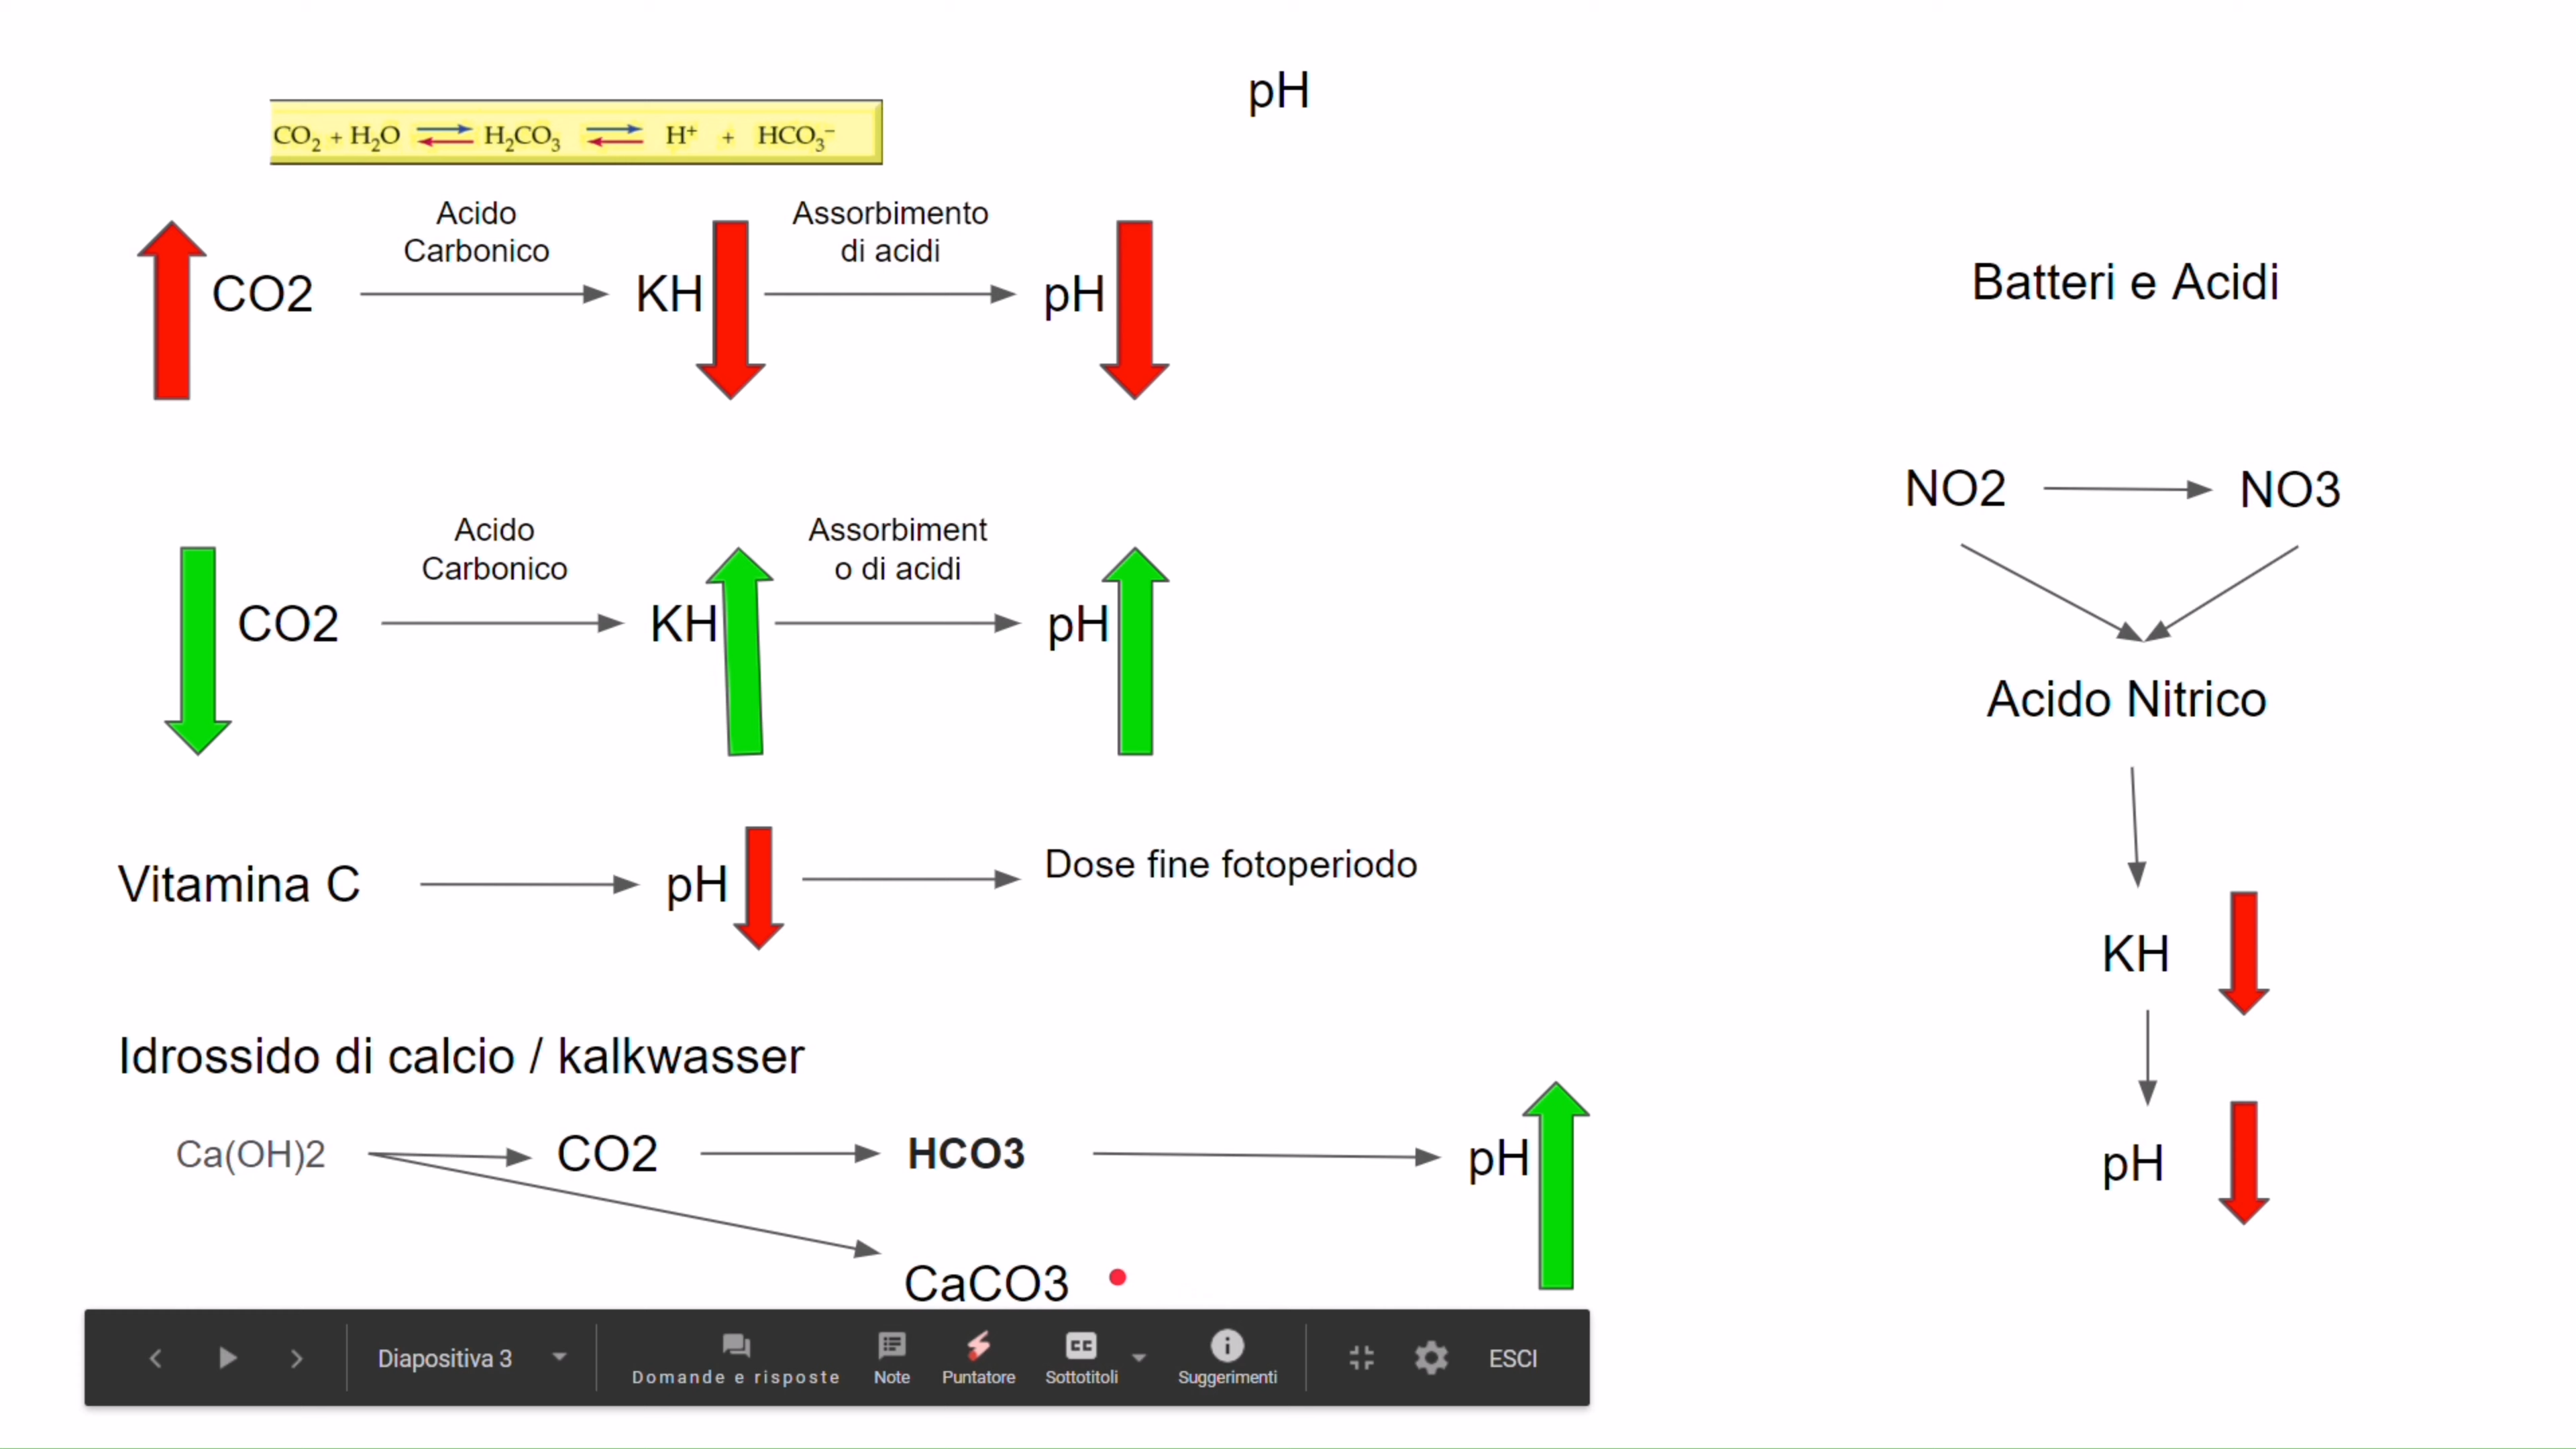 pH
CO₂ + H₂O ⇌ H₂CO₃ ⇌ H⁺ + HCO₃⁻
Acido
Carbonico
Assorbimento
di acidi
CO2
KH
pH
Acido
Carbonico
Assorbiment
o di acidi
CO2
KH
pH
Vitamina C
pH
Dose fine fotoperiodo
Idrossido di calcio / kalkwasser
Ca(OH)2
CO2
HCO3
pH
CaCO3
Batteri e Acidi
NO2
NO3
Acido Nitrico
KH
pH
Diapositiva 3
Domande e risposte
Note
Puntatore
CC
Sottotitoli
Suggerimenti
ESCI